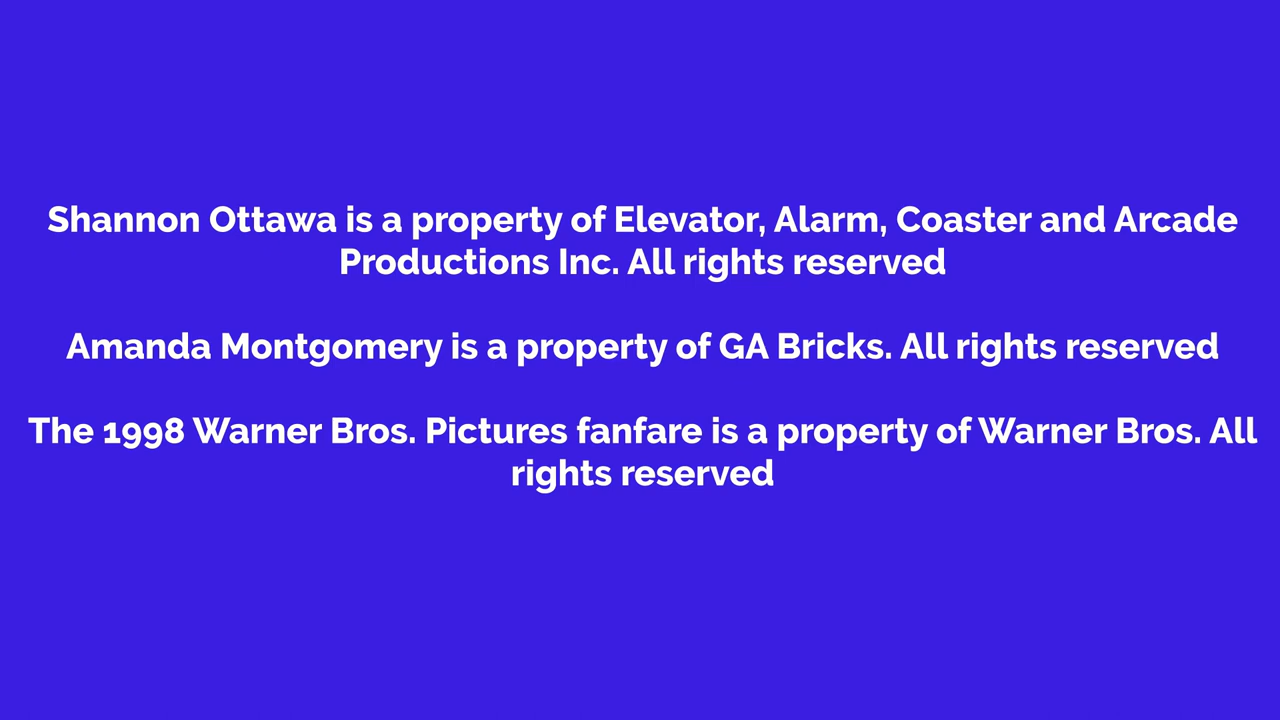 Shannon Ottawa is a property of Elevator, Alarm, Coaster and Arcade
Productions Inc. All rights reserved
Amanda Montgomery is a property of GA Bricks. All rights reserved
The 1998 Warner Bros. Pictures fanfare is a property of Warner Bros. All
rights reserved